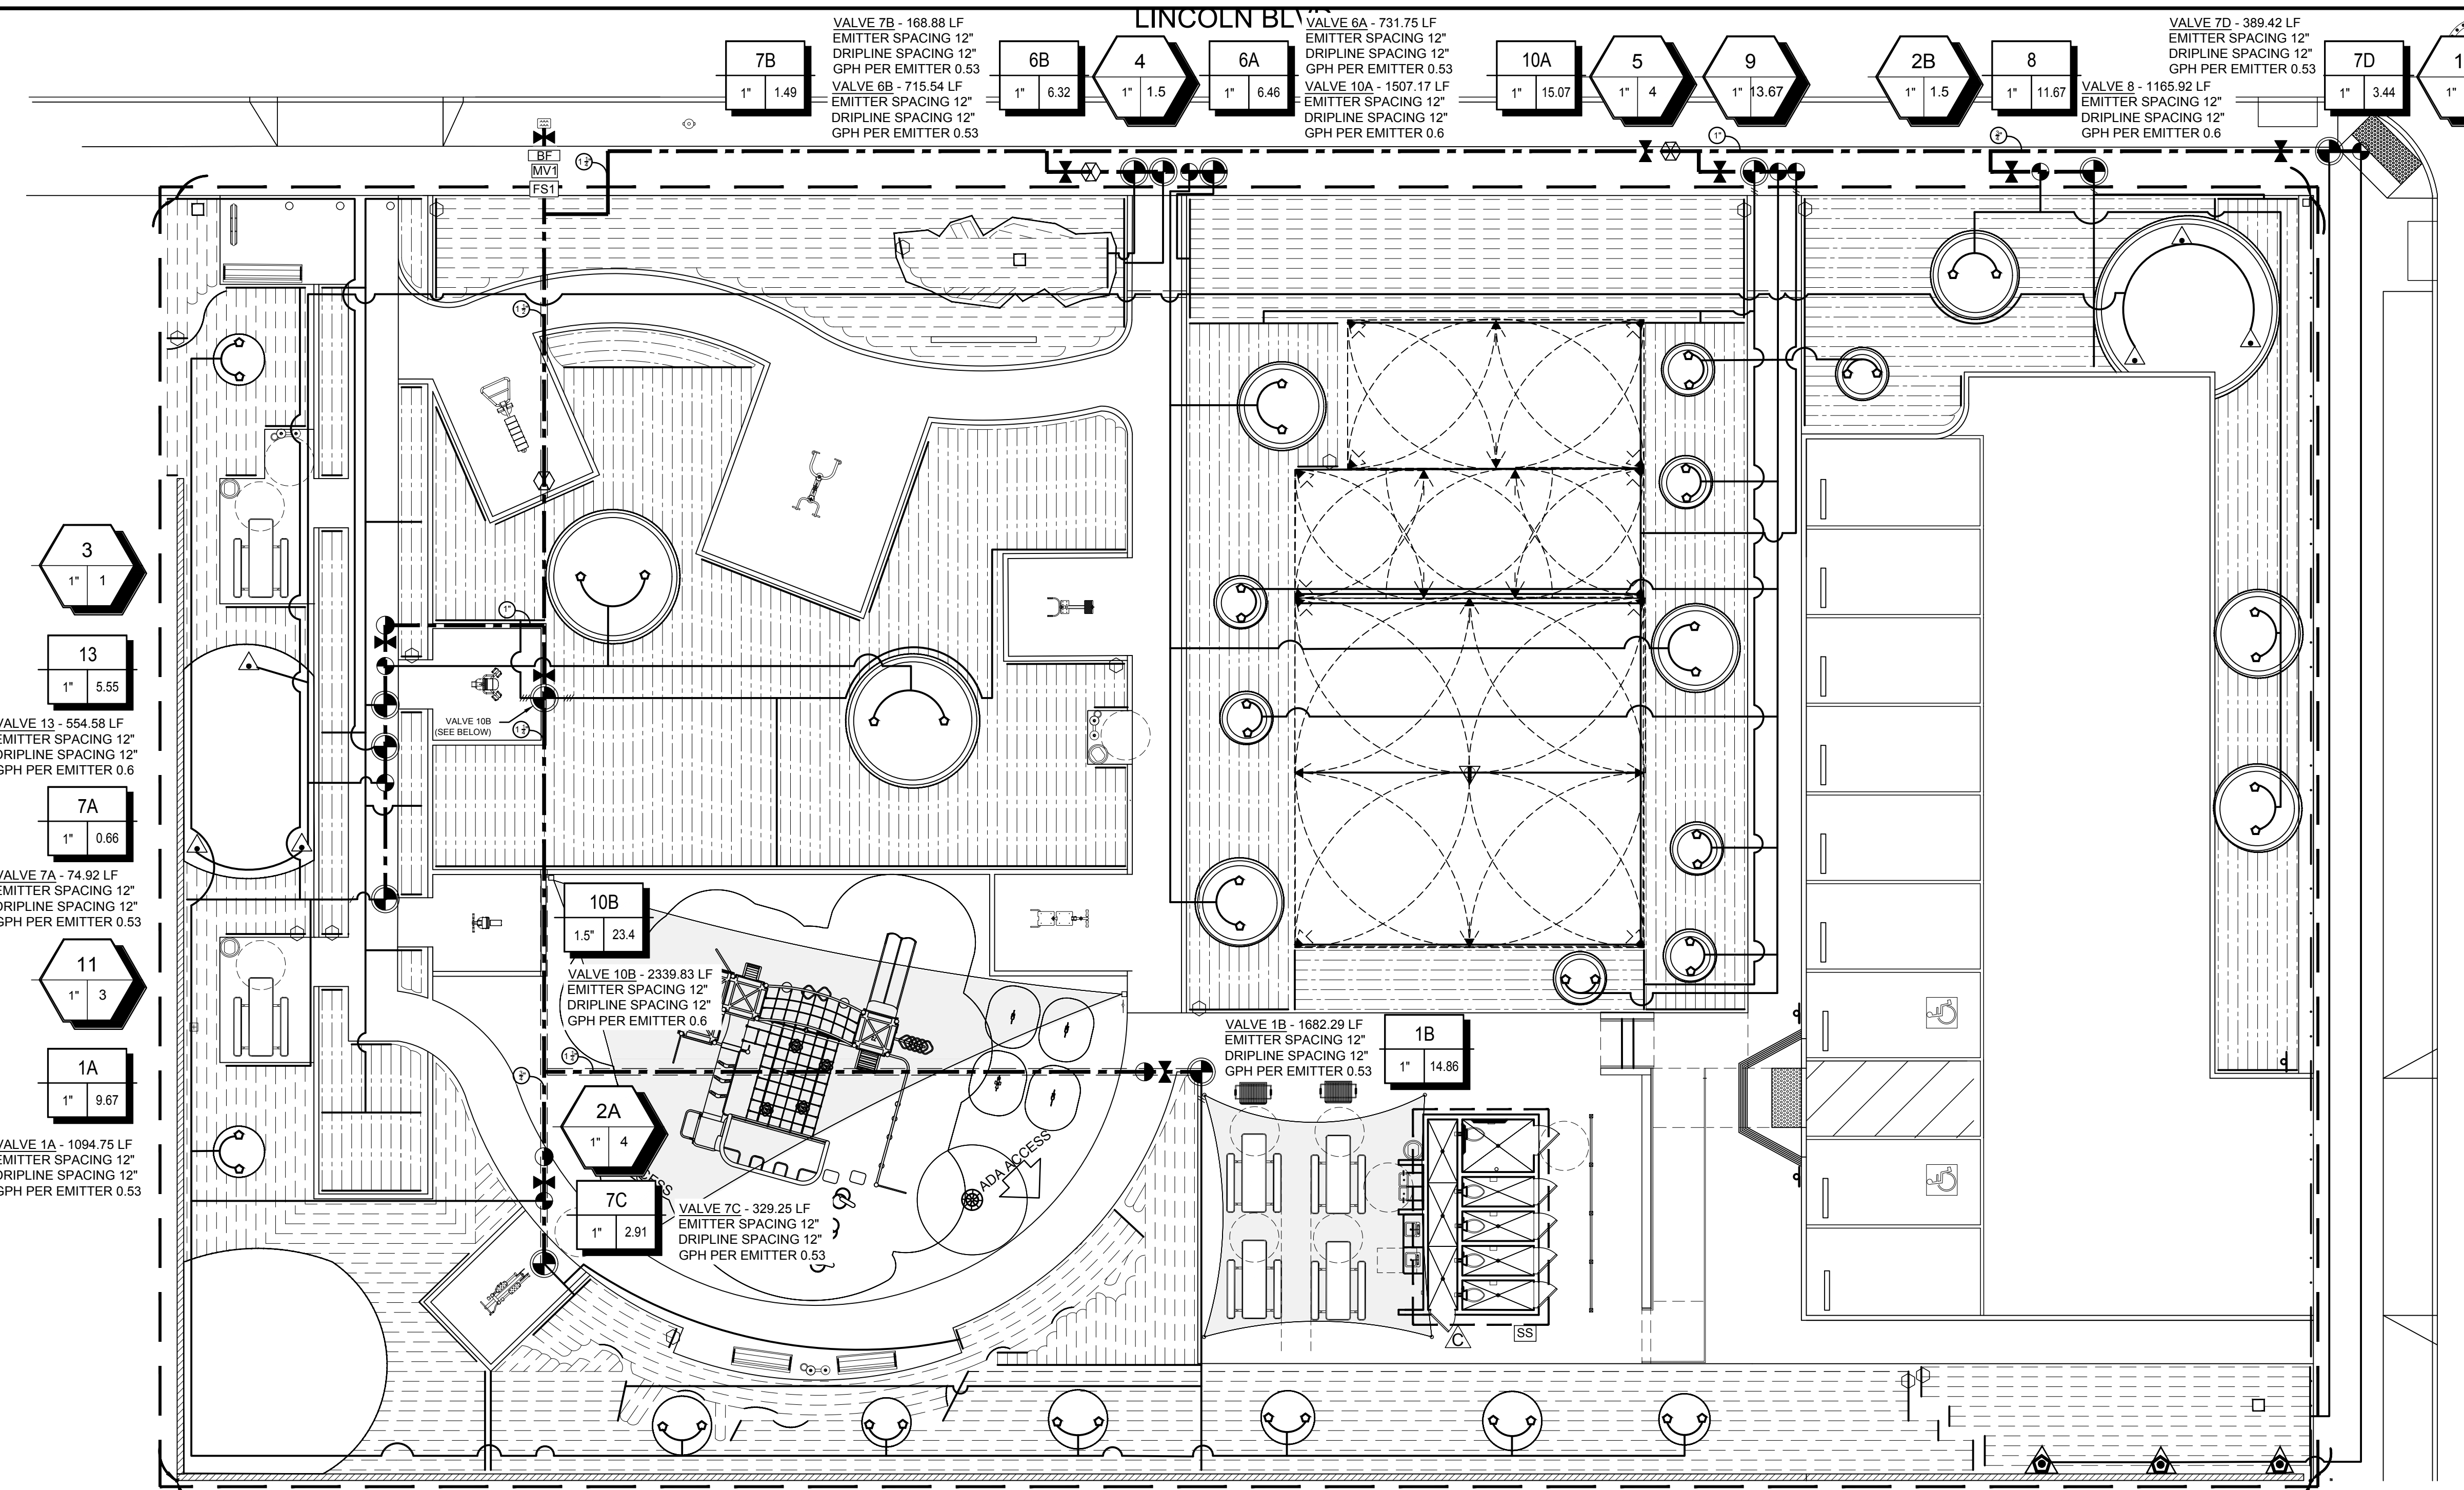 LINCOLN BLV
VALVE 7B - 168.88 LF
EMITTER SPACING 12"
DRIPLINE SPACING 12"
GPH PER EMITTER 0.53
VALVE 6B - 715.54 LF
EMITTER SPACING 12"
DRIPLINE SPACING 12"
GPH PER EMITTER 0.53
VALVE 6A - 731.75 LF
EMITTER SPACING 12"
DRIPLINE SPACING 12"
GPH PER EMITTER 0.53
VALVE 10A - 1507.17 LF
EMITTER SPACING 12"
DRIPLINE SPACING 12"
GPH PER EMITTER 0.6
VALVE 7D - 389.42 LF
EMITTER SPACING 12"
DRIPLINE SPACING 12"
GPH PER EMITTER 0.53
VALVE 8 - 1165.92 LF
EMITTER SPACING 12"
DRIPLINE SPACING 12"
GPH PER EMITTER 0.6
7B
1" 1.49
6B
1" 6.32
4
1" 1.5
6A
1" 6.46
10A
1" 15.07
5
1" 4
9
1" 13.67
2B
1" 1.5
8
1" 11.67
7D
1" 3.44
1
1"
BF
MV1
FS1
1"
1"
3
1" 1
13
1" 5.55
VALVE 13 - 554.58 LF
EMITTER SPACING 12"
DRIPLINE SPACING 12"
GPH PER EMITTER 0.6
7A
1" 0.66
VALVE 7A - 74.92 LF
EMITTER SPACING 12"
DRIPLINE SPACING 12"
GPH PER EMITTER 0.53
11
1" 3
1A
1" 9.67
VALVE 1A - 1094.75 LF
EMITTER SPACING 12"
DRIPLINE SPACING 12"
GPH PER EMITTER 0.53
VALVE 10B
(SEE BELOW)
10B
1.5" 23.4
VALVE 10B - 2339.83 LF
EMITTER SPACING 12"
DRIPLINE SPACING 12"
GPH PER EMITTER 0.6
VALVE 1B - 1682.29 LF
EMITTER SPACING 12"
DRIPLINE SPACING 12"
GPH PER EMITTER 0.53
1B
1" 14.86
2A
1" 4
7C
1" 2.91
VALVE 7C - 329.25 LF
EMITTER SPACING 12"
DRIPLINE SPACING 12"
GPH PER EMITTER 0.53
ADA ACCESS
CESS
C
SS